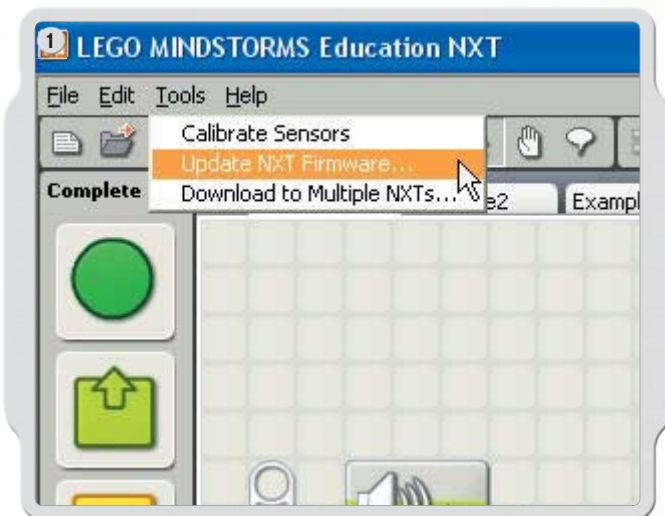 1
LEGO MINDSTORMS Education NXT
File Edit Tools Help
Calibrate Sensors
Update NXT Firmware...
Complete
Download to Multiple NXTs...
e2
Exampl